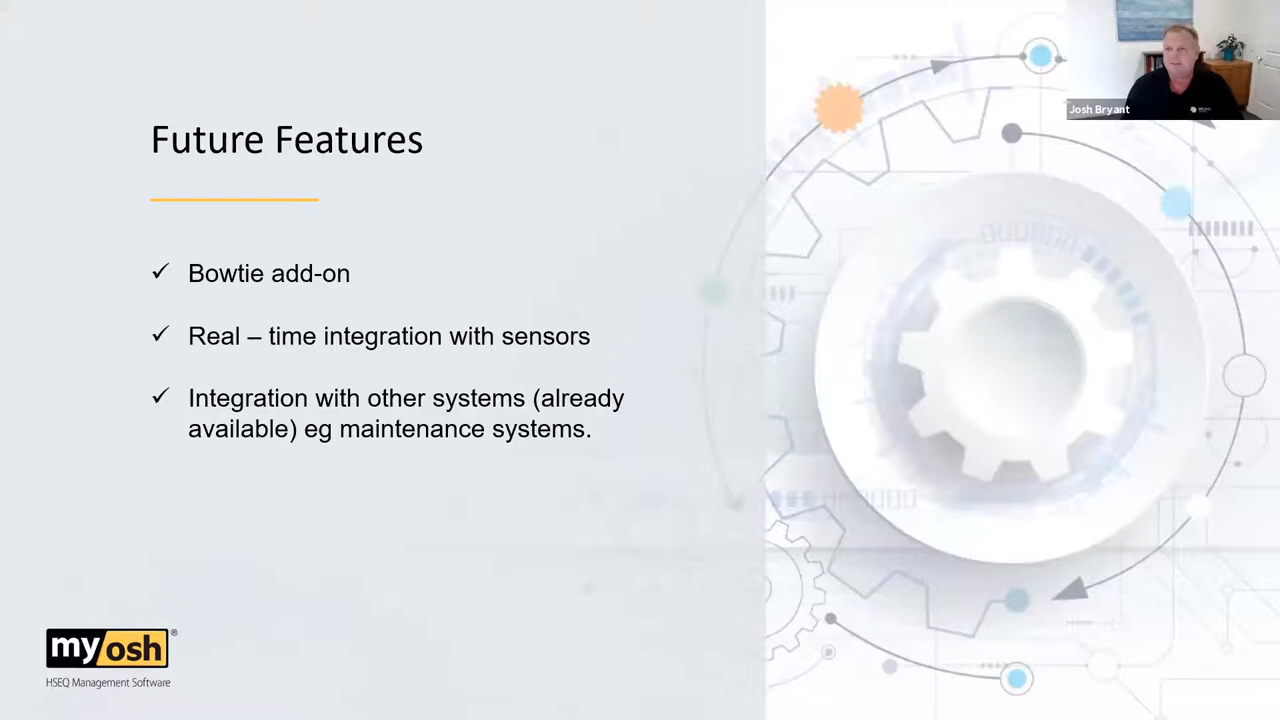 Josh Bryant
Future Features
✓ Bowtie add-on
✓ Real – time integration with sensors
✓ Integration with other systems (already
available) eg maintenance systems.
myosh®
HSEQ Management Software